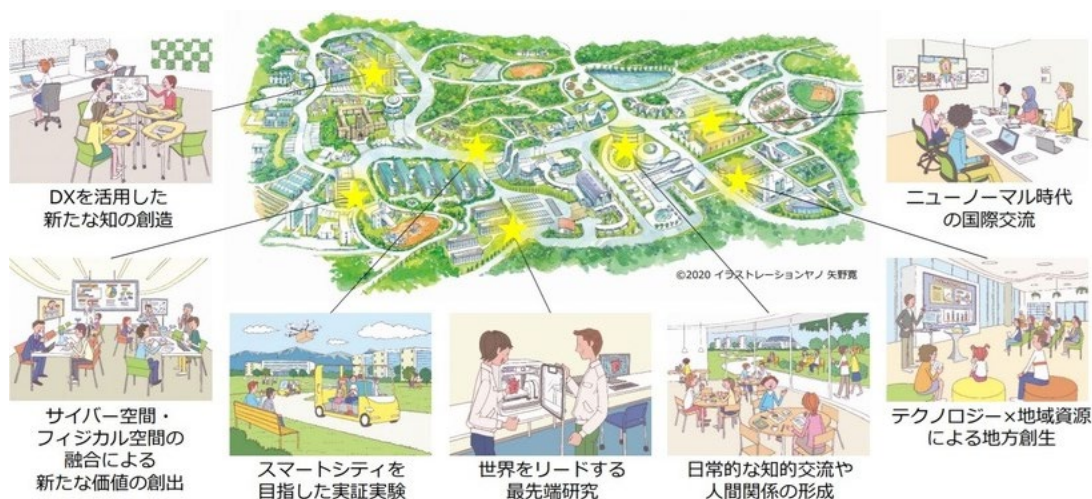 DXを活用した
新たな知の創造
ニューノーマル時代
の国際交流
©2020 イラストレーションヤノ 矢野寛
サイバー空間・
フィジカル空間の
融合による
新たな価値の創出
スマートシティを
目指した実証実験
世界をリードする
最先端研究
日常的な知的交流や
人間関係の形成
テクノロジー×地域資源
による地方創生